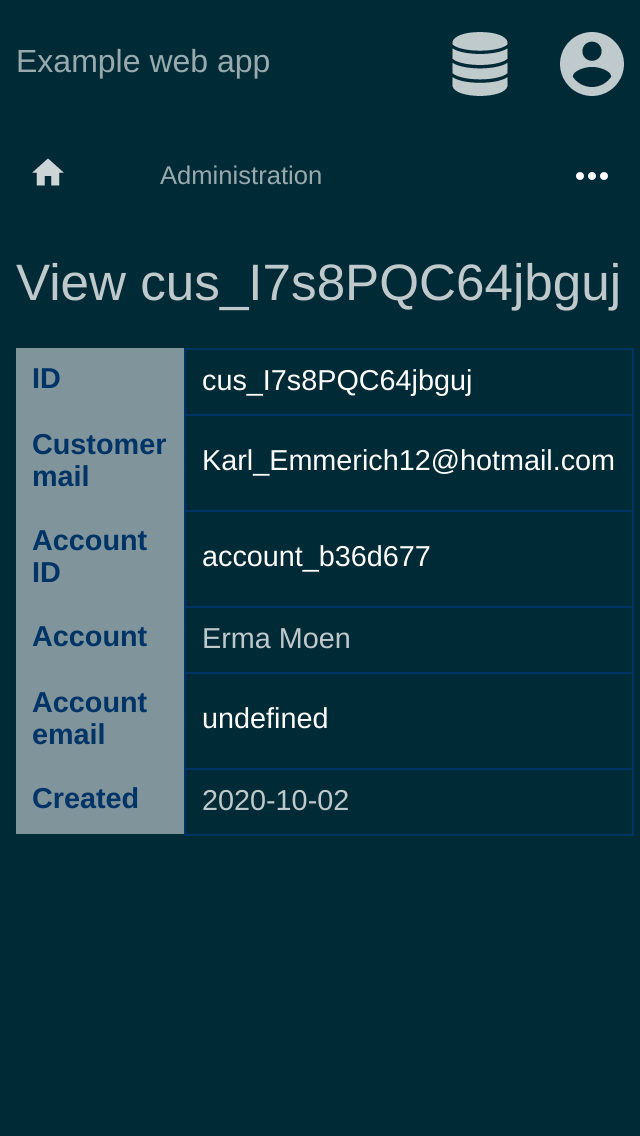 Example web app
Administration
View cus_I7s8PQC64jbguj
ID
cus_I7s8PQC64jbguj
Customer
mail
Karl_Emmerich12@hotmail.com
Account
ID
account_b36d677
Account
Erma Moen
Account
email
undefined
Created
2020-10-02